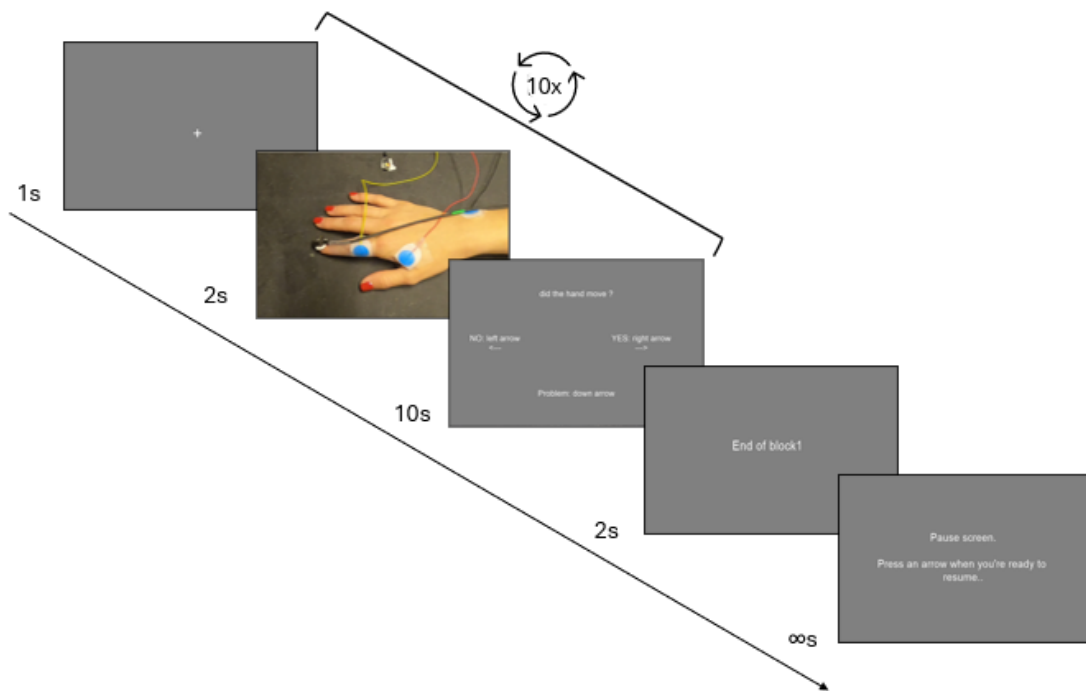 10x
+
1s
2s
did the hand move ?
NO: left arrow
<---
YES: right arrow
--->
Problem: down arrow
10s
End of block1
2s
Pause screen.
Press an arrow when you're ready to
resume..
∞s